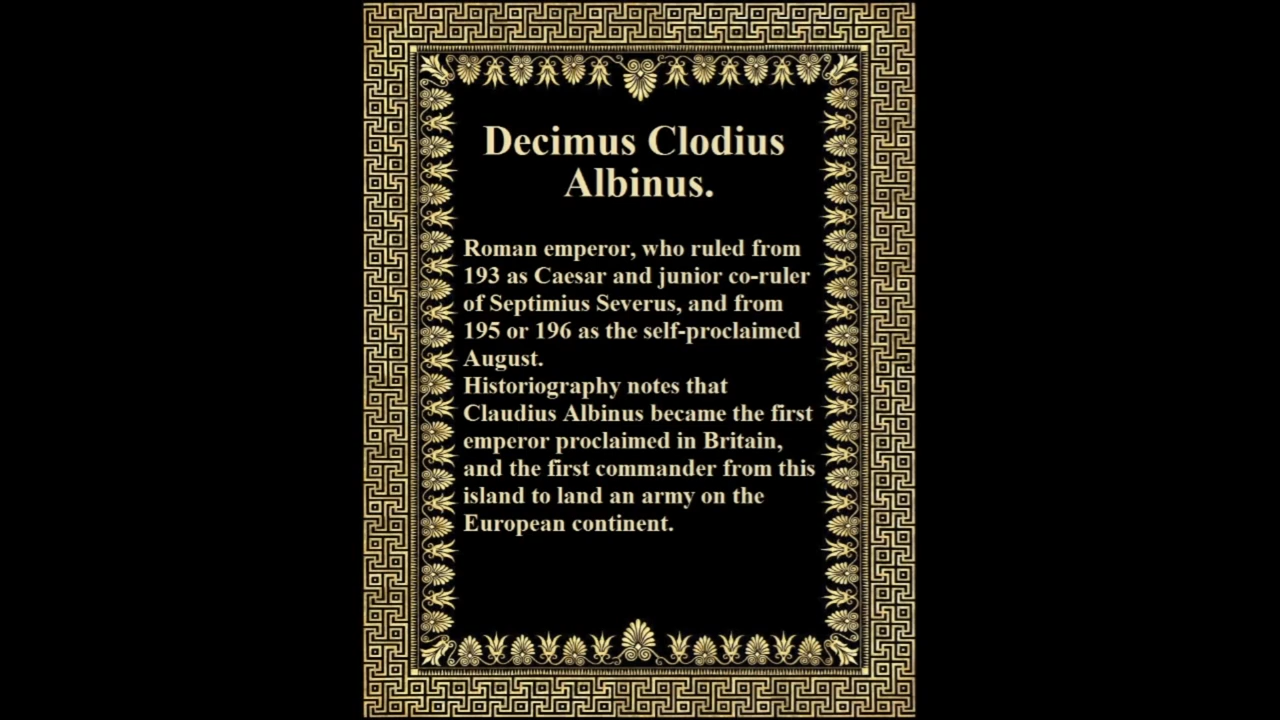 Decimus Clodius
Albinus.
Roman emperor, who ruled from
193 as Caesar and junior co-ruler
of Septimius Severus, and from
195 or 196 as the self-proclaimed
August.
Historiography notes that
Claudius Albinus became the first
emperor proclaimed in Britain,
and the first commander from this
island to land an army on the
European continent.